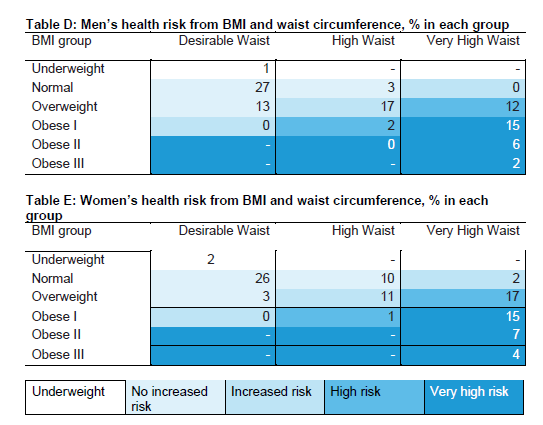 Table D: Men's health risk from BMI and waist circumference, % in each group
BMI group Desirable Waist High Waist Very High Waist
Underweight 1 - -
Normal 27 3 0
Overweight 13 17 12
Obese I 0 2 15
Obese II - 0 6
Obese III - - 2
Table E: Women's health risk from BMI and waist circumference, % in each
group
BMI group Desirable Waist High Waist Very High Waist
Underweight 2 - -
Normal 26 10 2
Overweight 3 11 17
Obese I 0 1 15
Obese II - - 7
Obese III - - 4
Underweight No increased Increased risk High risk Very high risk
risk